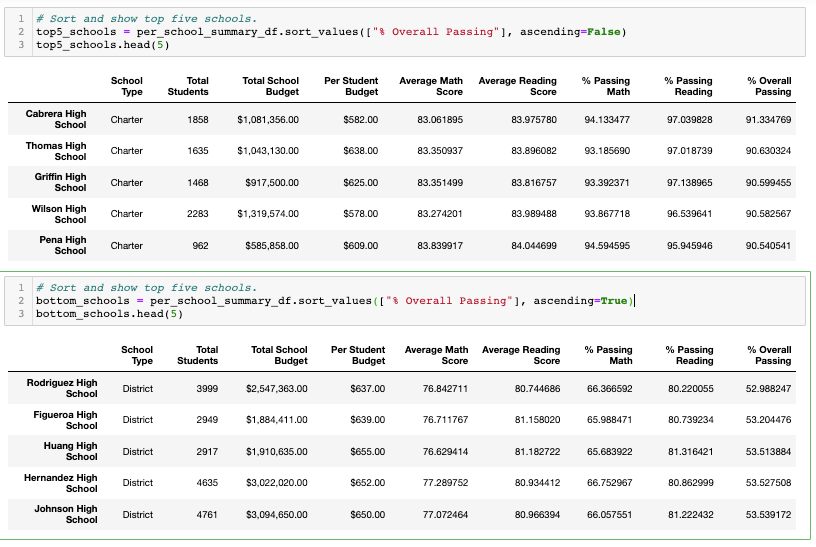 1 # Sort and show top five schools.
2 top5_schools = per_school_summary_df.sort_values(["% Overall Passing"], ascending=False)
3 top5_schools.head(5)
School Type Total Students Total School Budget Per Student Budget Average Math Score Average Reading Score % Passing Math % Passing Reading % Overall Passing
Cabrera High School Charter 1858 $1,081,356.00 $582.00 83.061895 83.975780 94.133477 97.039828 91.334769
Thomas High School Charter 1635 $1,043,130.00 $638.00 83.350937 83.896082 93.185690 97.018739 90.630324
Griffin High School Charter 1468 $917,500.00 $625.00 83.351499 83.816757 93.392371 97.138965 90.599455
Wilson High School Charter 2283 $1,319,574.00 $578.00 83.274201 83.989488 93.867718 96.539641 90.582567
Pena High School Charter 962 $585,858.00 $609.00 83.839917 84.044699 94.594595 95.945946 90.540541
1 # Sort and show top five schools.
2 bottom_schools = per_school_summary_df.sort_values(["% Overall Passing"], ascending=True)
3 bottom_schools.head(5)
School Type Total Students Total School Budget Per Student Budget Average Math Score Average Reading Score % Passing Math % Passing Reading % Overall Passing
Rodriguez High School District 3999 $2,547,363.00 $637.00 76.842711 80.744686 66.366592 80.220055 52.988247
Figueroa High School District 2949 $1,884,411.00 $639.00 76.711767 81.158020 65.988471 80.739234 53.204476
Huang High School District 2917 $1,910,635.00 $655.00 76.629414 81.182722 65.683922 81.316421 53.513884
Hernandez High School District 4635 $3,022,020.00 $652.00 77.289752 80.934412 66.752967 80.862999 53.527508
Johnson High School District 4761 $3,094,650.00 $650.00 77.072464 80.966394 66.057551 81.222432 53.539172